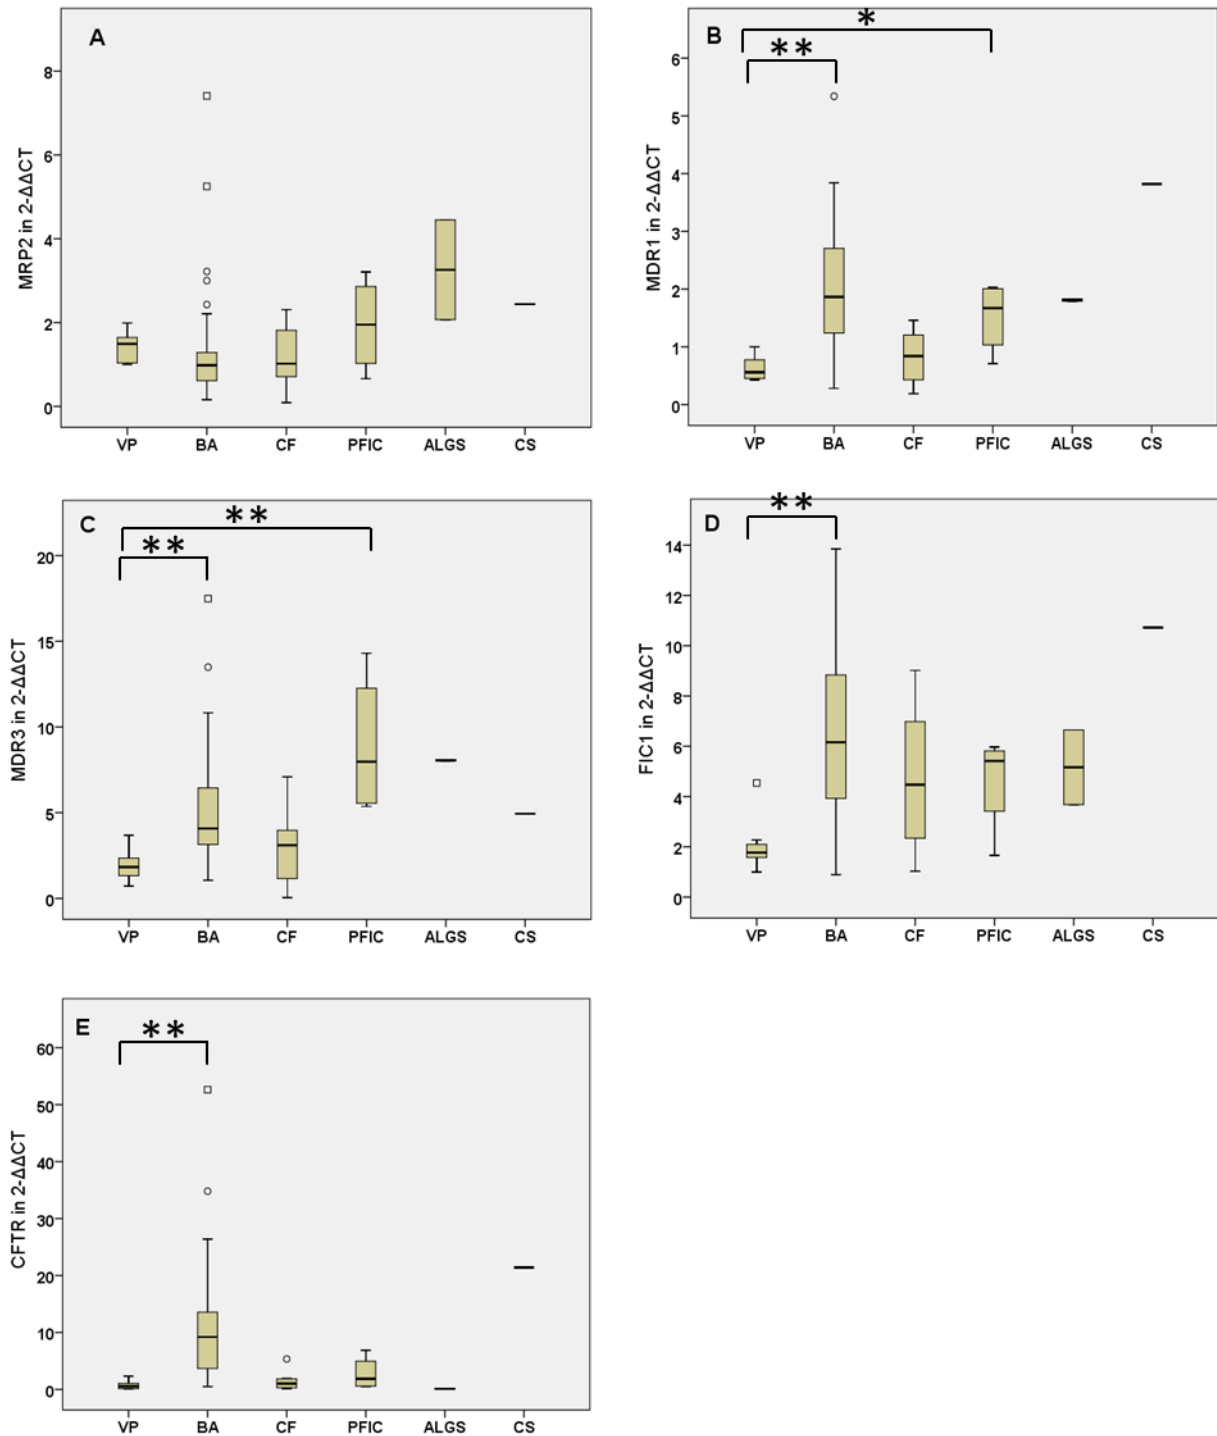 A
MRP2 in 2-ΔΔCT
8
6
4
2
0
VP BA CF PFIC ALGS CS
B
*
**
MDR1 in 2-ΔΔCT
6
5
4
3
2
1
0
VP BA CF PFIC ALGS CS
C
**
**
MDR3 in 2-ΔΔCT
20
15
10
5
0
VP BA CF PFIC ALGS CS
D
**
FIC1 in 2-ΔΔCT
14
12
10
8
6
4
2
0
VP BA CF PFIC ALGS CS
E
**
CFTR in 2-ΔΔCT
60
50
40
30
20
10
0
VP BA CF PFIC ALGS CS